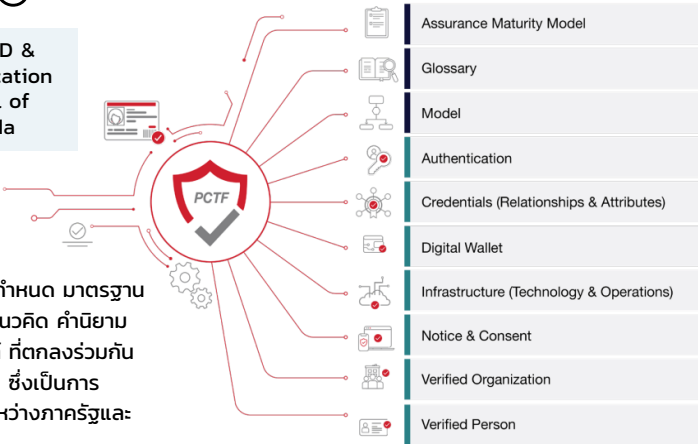 D &
ation
of
da
PCTF
Assurance Maturity Model
Glossary
Model
Authentication
Credentials (Relationships & Attributes)
Digital Wallet
Infrastructure (Technology & Operations)
Notice & Consent
Verified Organization
Verified Person
กำหนด มาตรฐาน
นวคิด คำนิยาม
ที่ตกลงร่วมกัน
ซึ่งเป็นการ
หว่างภาครัฐและ